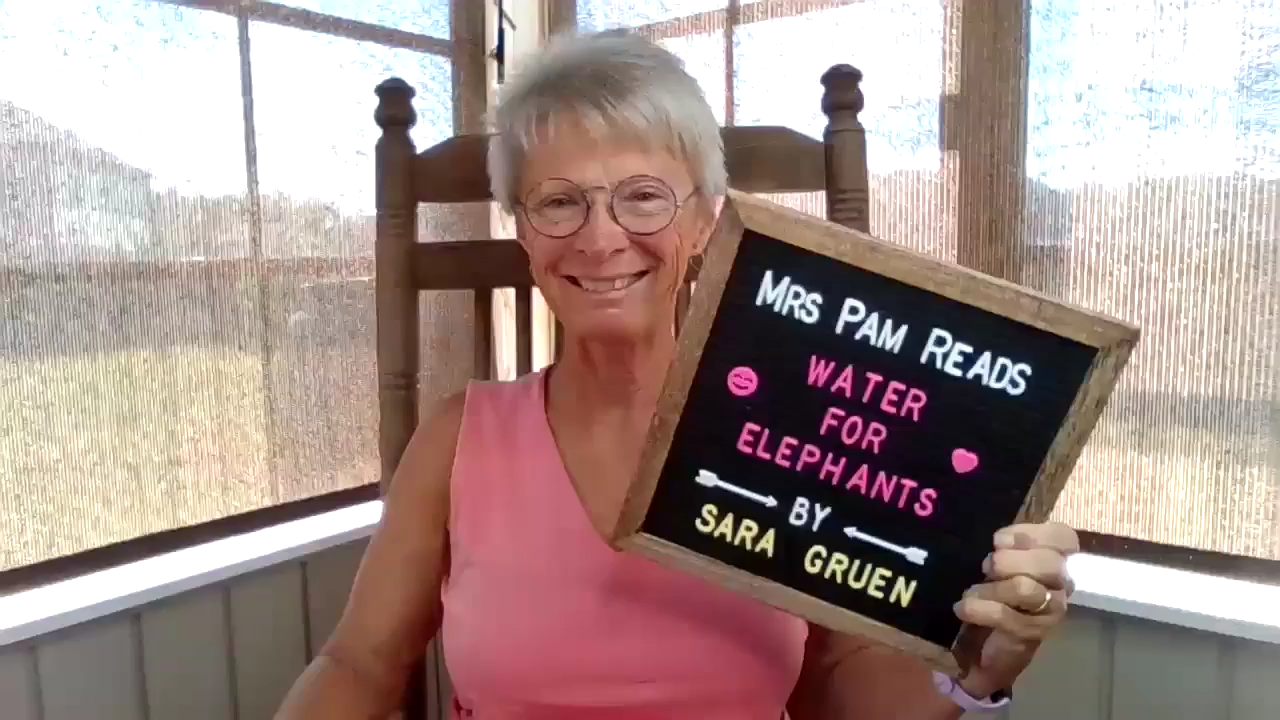 MRS PAM READS
WATER
FOR
ELEPHANTS
BY
SARA GRUEN